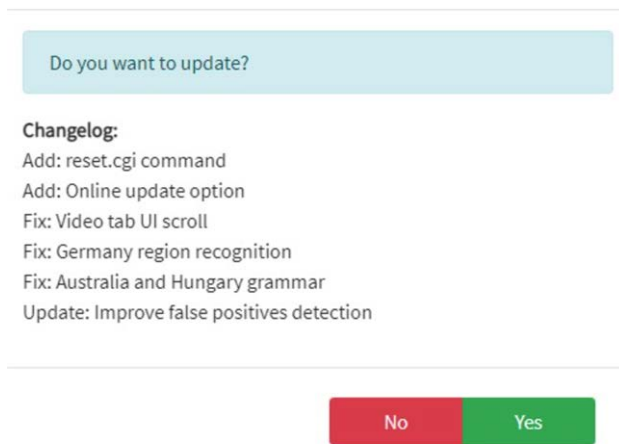 Do you want to update?
Changelog:
Add: reset.cgi command
Add: Online update option
Fix: Video tab UI scroll
Fix: Germany region recognition
Fix: Australia and Hungary grammar
Update: Improve false positives detection
No Yes